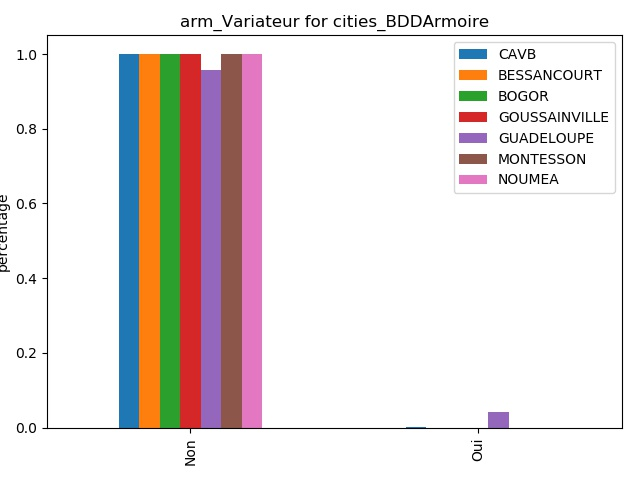 arm_Variateur for cities_BDDArmoire
percentage
1.0
0.8
0.6
0.4
0.2
0.0
Non
Oui
CAVB
BESSANCOURT
BOGOR
GOUSSAINVILLE
GUADELOUPE
MONTESSON
NOUMEA